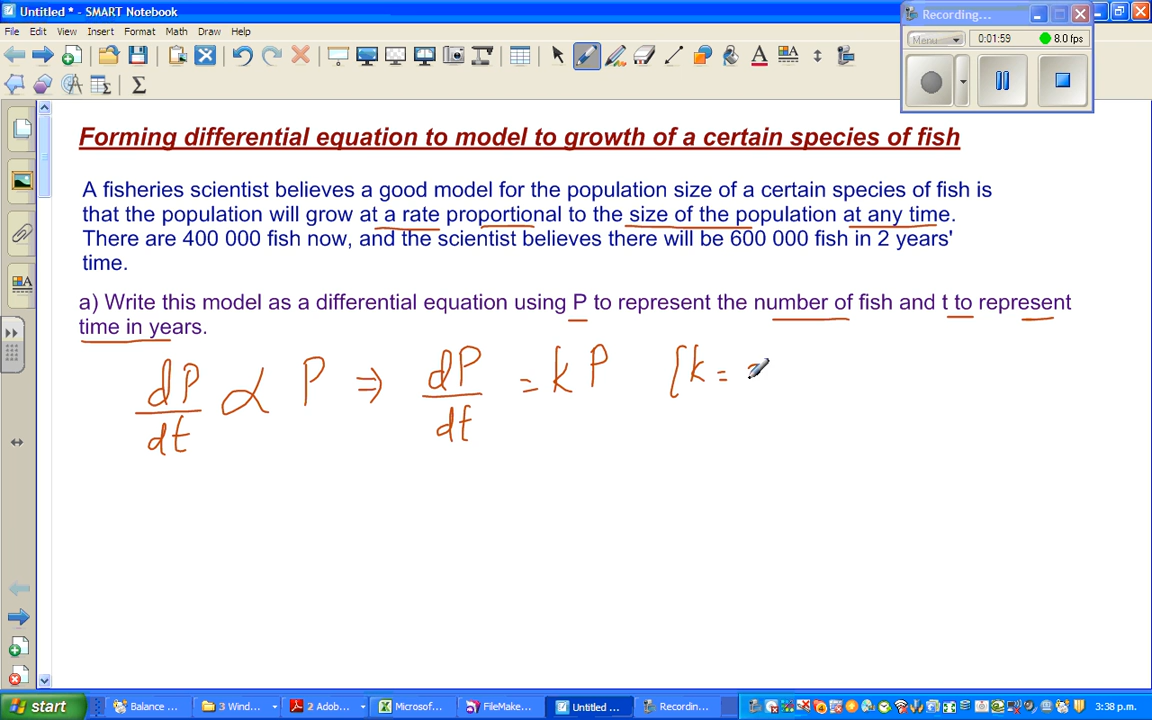 Untitled * - SMART Notebook
Recording...
File Edit View Insert Format Math Draw Help
Menu 0:01:59 8.0 fps
Forming differential equation to model to growth of a certain species of fish
A fisheries scientist believes a good model for the population size of a certain species of fish is
that the population will grow at a rate proportional to the size of the population at any time.
There are 400 000 fish now, and the scientist believes there will be 600 000 fish in 2 years'
time.
a) Write this model as a differential equation using P to represent the number of fish and t to represent
time in years.
dP/dt ∝ P ⇒ dP/dt = kP [k =
start Balance ... 3 Wind... 2 Adob... Microsof... FileMake... Untitled ... Recordin... 3:38 p.m.